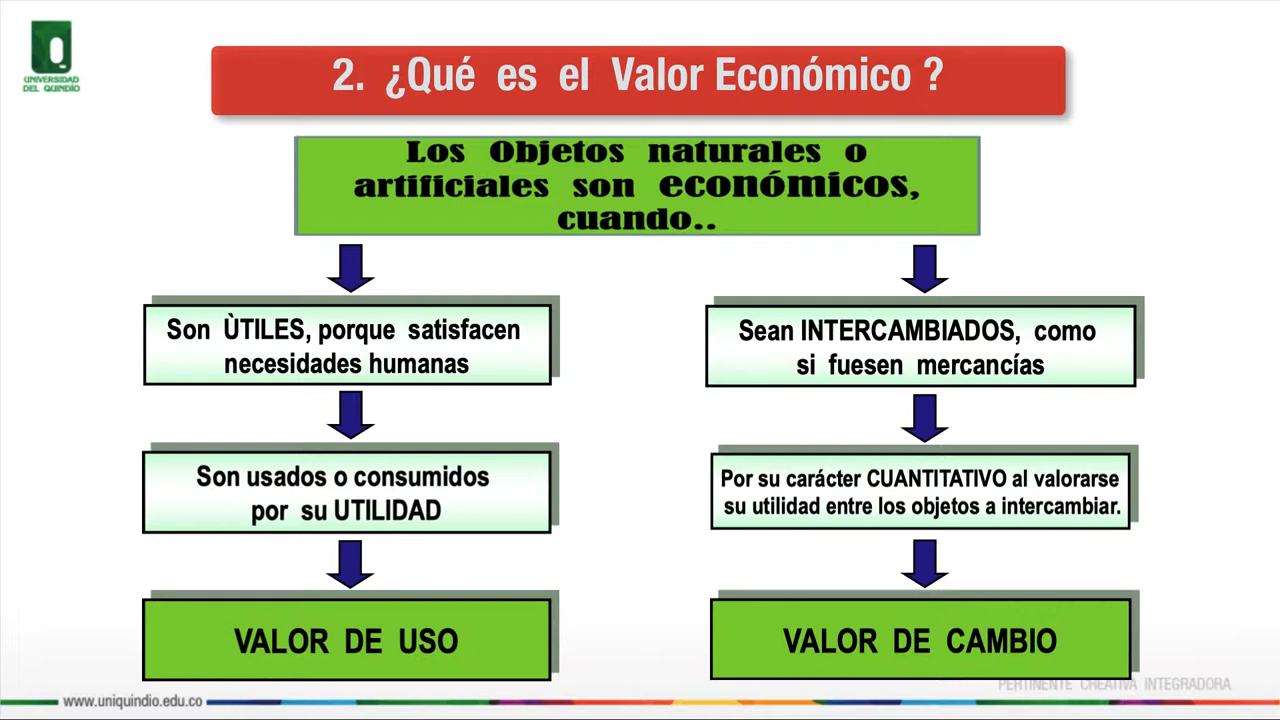 UNIVERSIDAD
DEL QUINDÍO
2. ¿Qué es el Valor Económico ?
Los Objetos naturales o
artificiales son económicos,
cuando..
Son ÙTILES, porque satisfacen
necesidades humanas
Sean INTERCAMBIADOS, como
si fuesen mercancías
Son usados o consumidos
por su UTILIDAD
Por su carácter CUANTITATIVO al valorarse
su utilidad entre los objetos a intercambiar.
VALOR DE USO
VALOR DE CAMBIO
PERTINENTE CREATIVA INTEGRADORA
www.uniquindio.edu.co